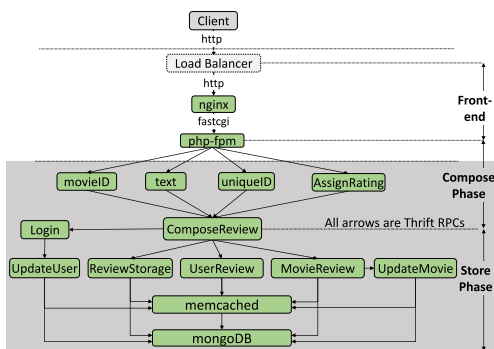 Client
http
Load Balancer
http
nginx
Front-
end
fastcgi
php-fpm
Compose
Phase
movieID
text
uniqueID
AssignRating
All arrows are Thrift RPCs
Login
ComposeReview
Store
Phase
UpdateUser
ReviewStorage
UserReview
MovieReview
UpdateMovie
memcached
mongoDB